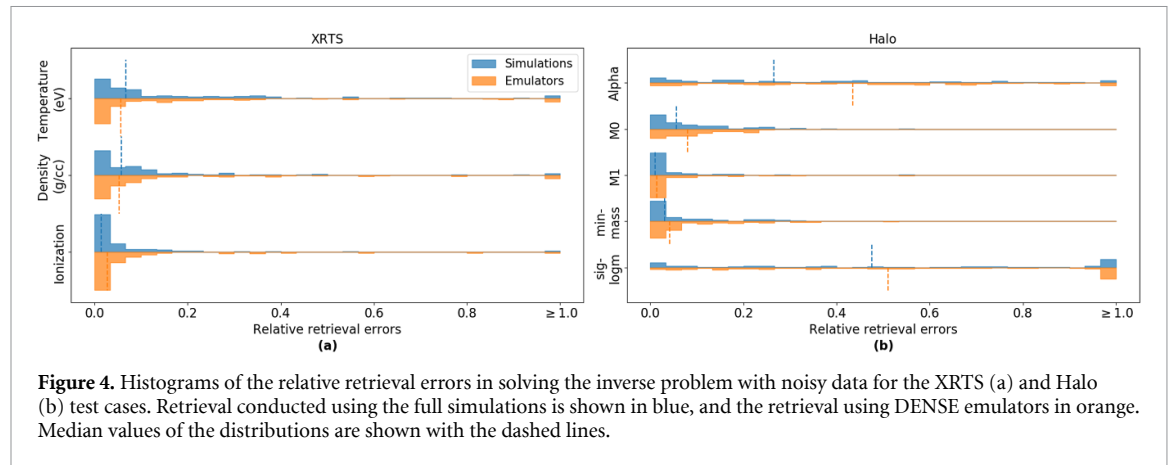 XRTS
Temperature
(eV)
Density
(g/cc)
Ionization
Simulations
Emulators
0.0 0.2 0.4 0.6 0.8 ≥ 1.0
Relative retrieval errors
(a)
Halo
Alpha
M0
M1
min-
mass
sig-
logm
0.0 0.2 0.4 0.6 0.8 ≥ 1.0
Relative retrieval errors
(b)
Figure 4. Histograms of the relative retrieval errors in solving the inverse problem with noisy data for the XRTS (a) and Halo
(b) test cases. Retrieval conducted using the full simulations is shown in blue, and the retrieval using DENSE emulators in orange.
Median values of the distributions are shown with the dashed lines.